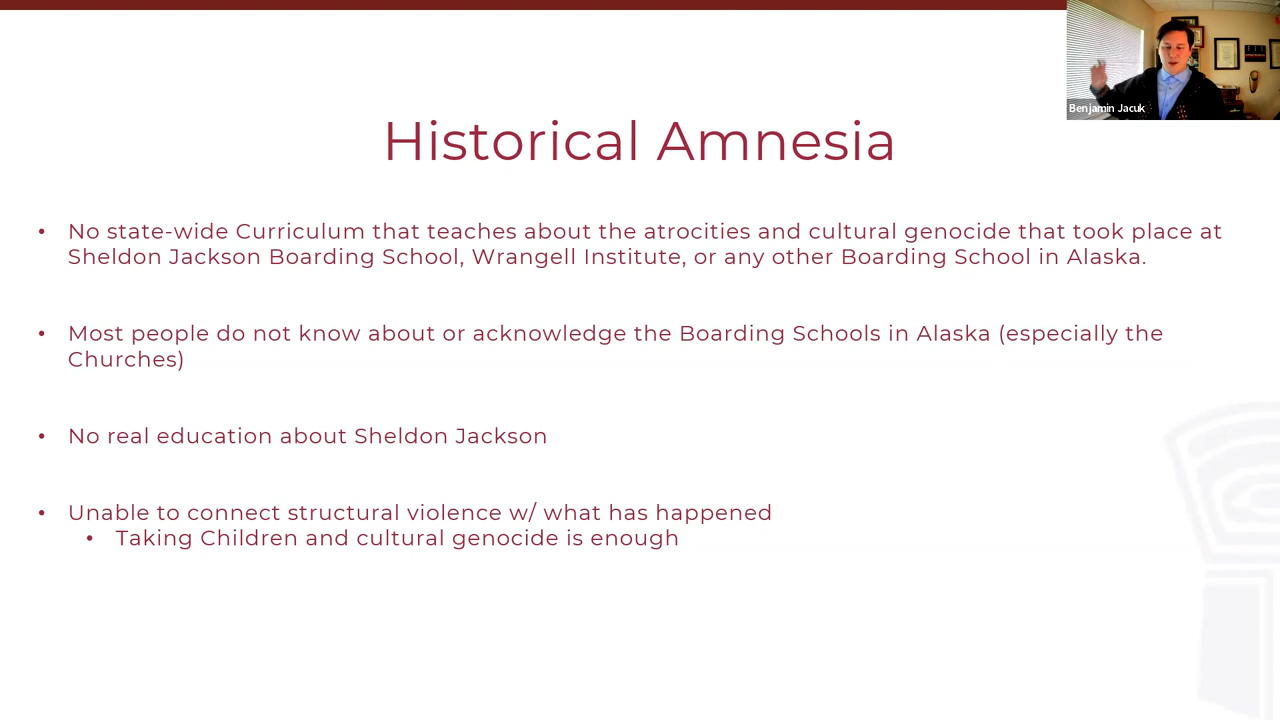 Benjamin Jacuk
Historical Amnesia
• No state-wide Curriculum that teaches about the atrocities and cultural genocide that took place at
Sheldon Jackson Boarding School, Wrangell Institute, or any other Boarding School in Alaska.
• Most people do not know about or acknowledge the Boarding Schools in Alaska (especially the
Churches)
• No real education about Sheldon Jackson
• Unable to connect structural violence w/ what has happened
• Taking Children and cultural genocide is enough